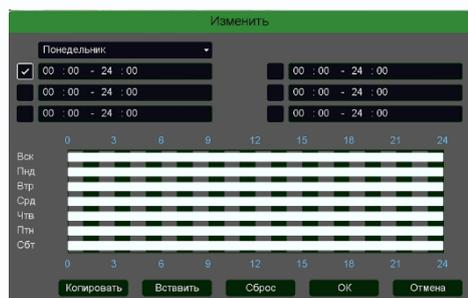 Изменить
Понедельник
00 :00 - 24 :00 00 :00 - 24 :00
00 :00 - 24 :00 00 :00 - 24 :00
00 :00 - 24 :00 00 :00 - 24 :00
0 3 6 9 12 15 18 21 24
Вск
Пнд
Втр
Срд
Чтв
Птн
Сбт
0 3 6 9 12 15 18 21 24
Копировать Вставить Сброс OK Отмена